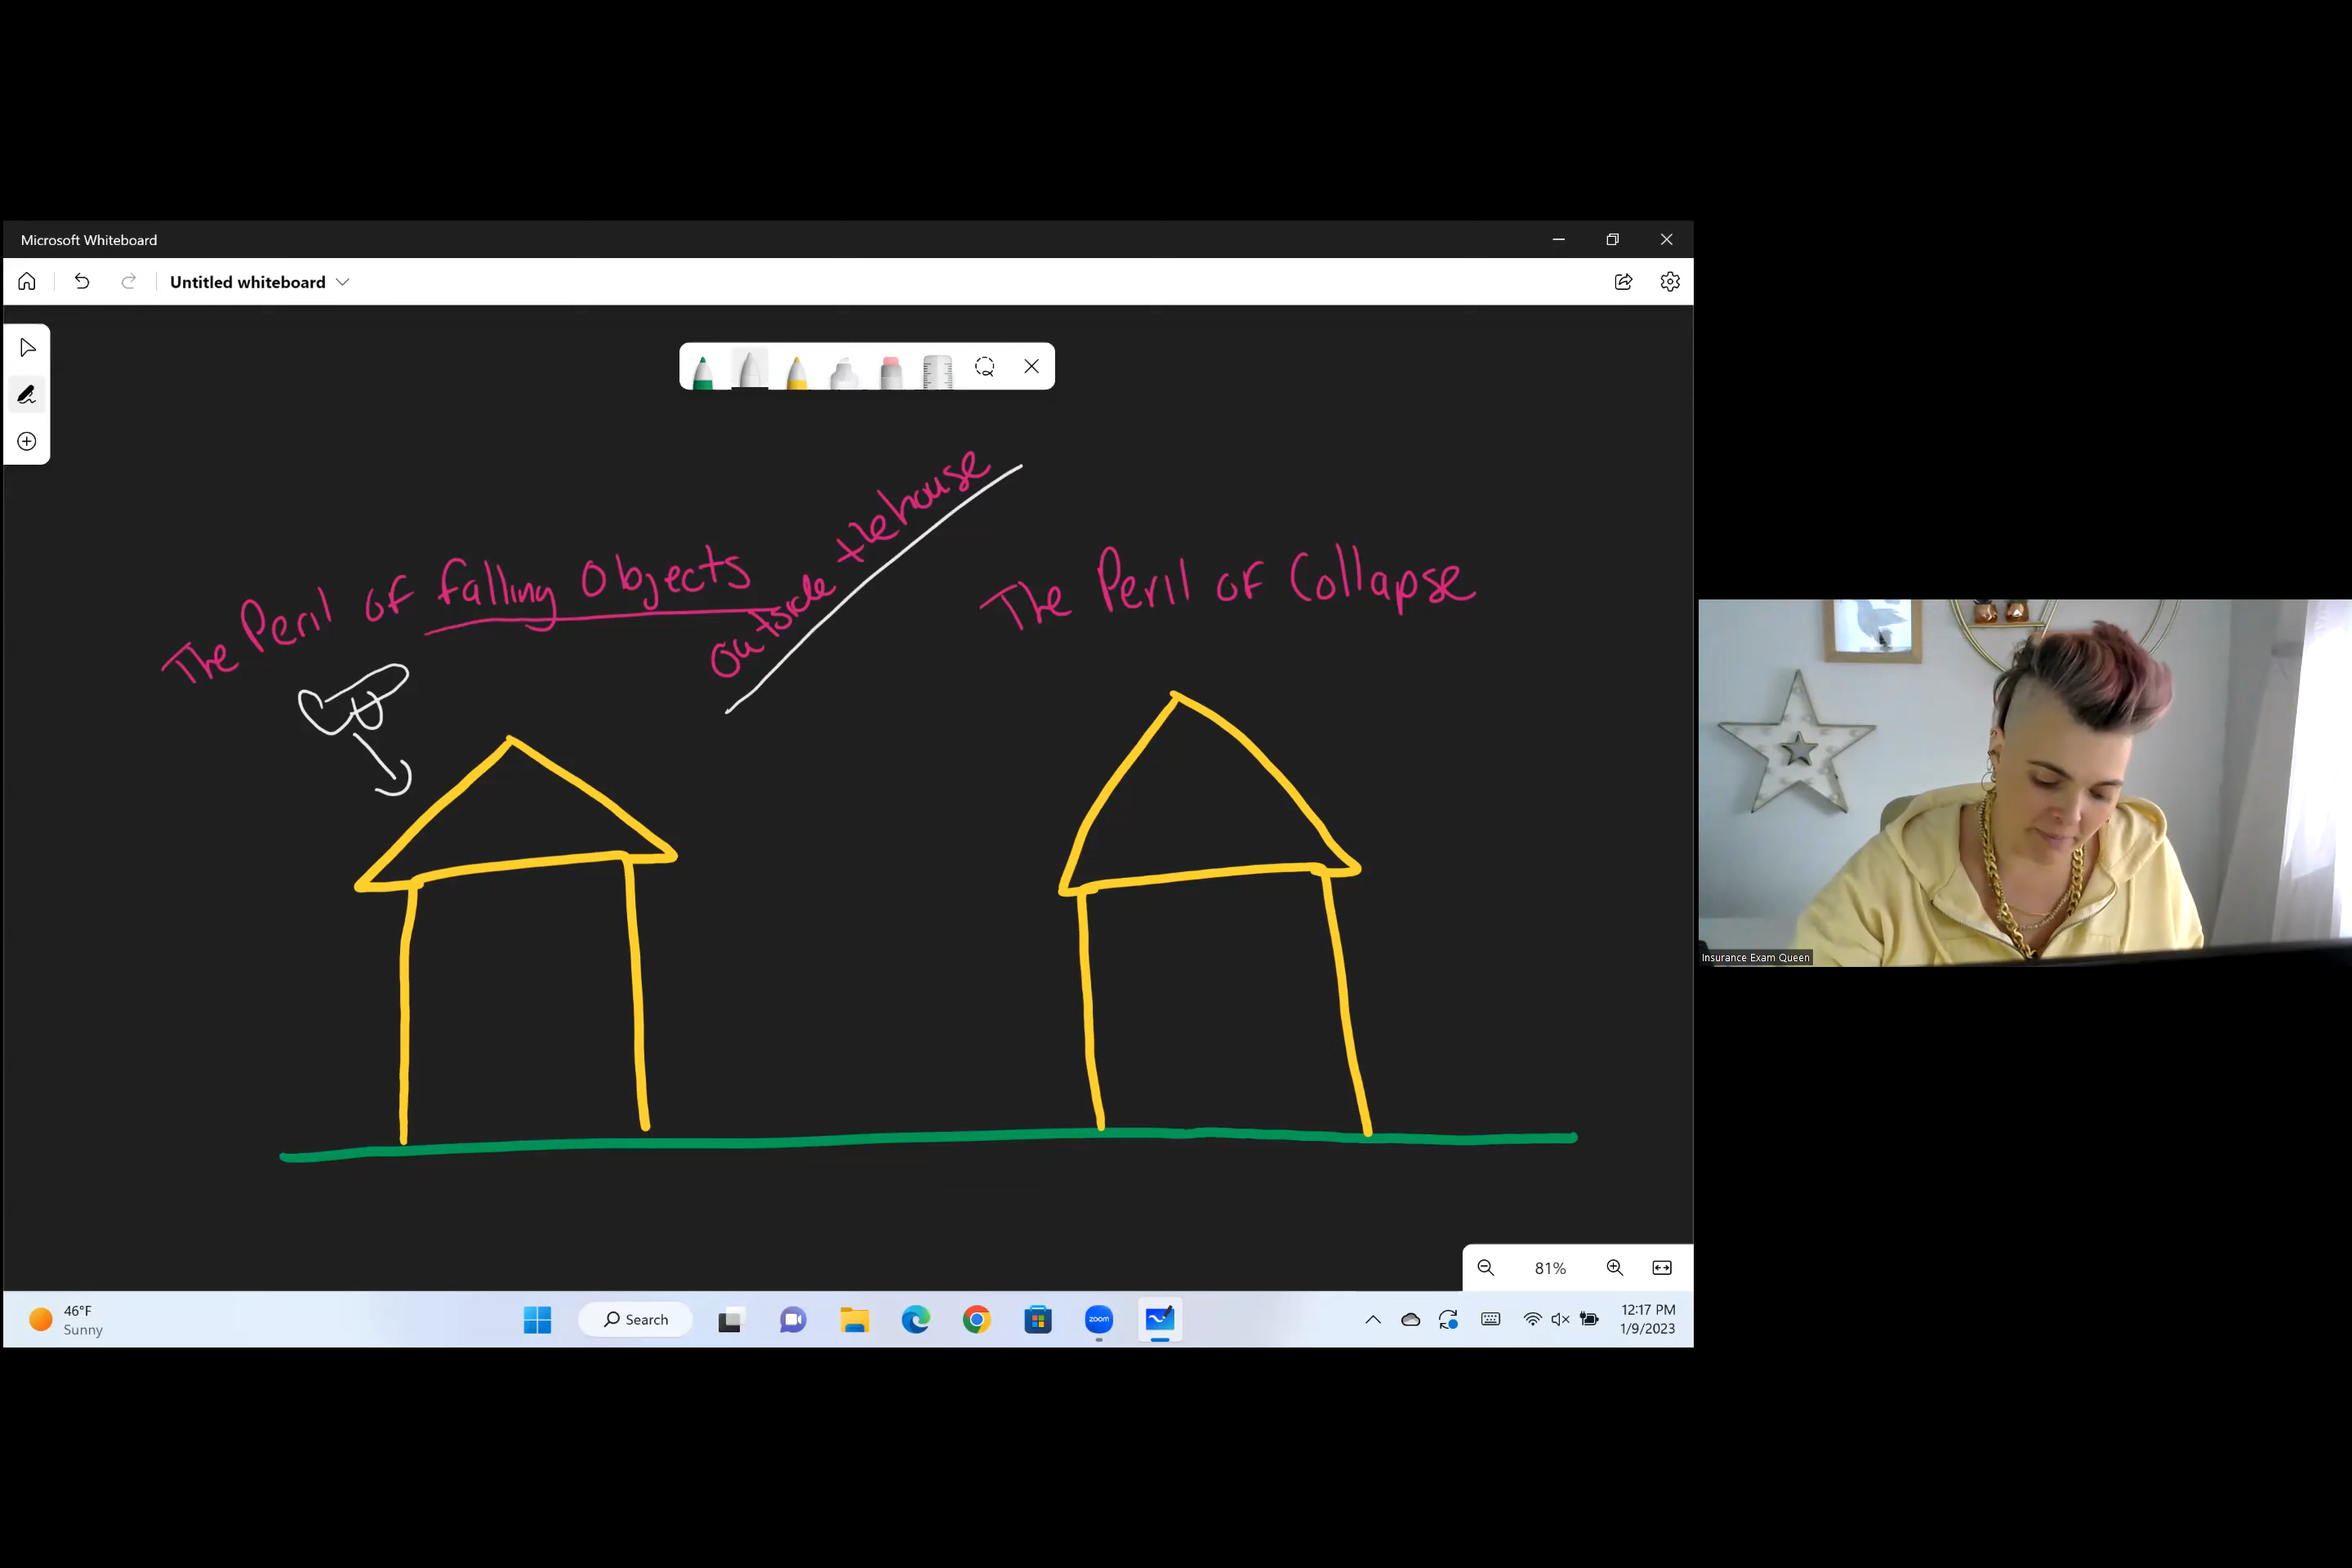 Microsoft Whiteboard
Untitled whiteboard
outside the house
The Peril of falling Objects
The Peril of Collapse
Insurance Exam Queen
81%
46°F
Sunny
Search
zoom
12:17 PM
1/9/2023